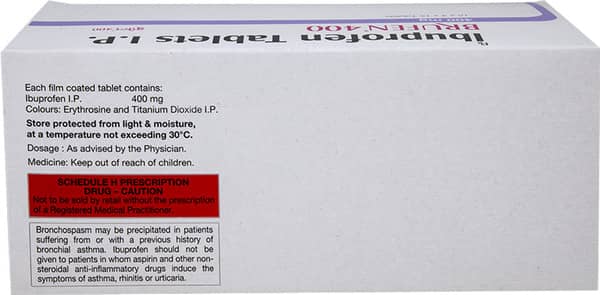 ℞
Ibuprofen Tablets I.P.
BRUFEN 400
ब्रुफेन 400
400 mg
Each film coated tablet contains:
Ibuprofen I.P. 400 mg
Colours: Erythrosine and Titanium Dioxide I.P.
Store protected from light & moisture,
at a temperature not exceeding 30°C.
Dosage : As advised by the Physician.
Medicine: Keep out of reach of children.
SCHEDULE H PRESCRIPTION
DRUG – CAUTION
Not to be sold by retail without the prescription
of a Registered Medical Practitioner.
Bronchospasm may be precipitated in patients
suffering from or with a previous history of
bronchial asthma. Ibuprofen should not be
given to patients in whom aspirin and other non-
steroidal anti-inflammatory drugs induce the
symptoms of asthma, rhinitis or urticaria.